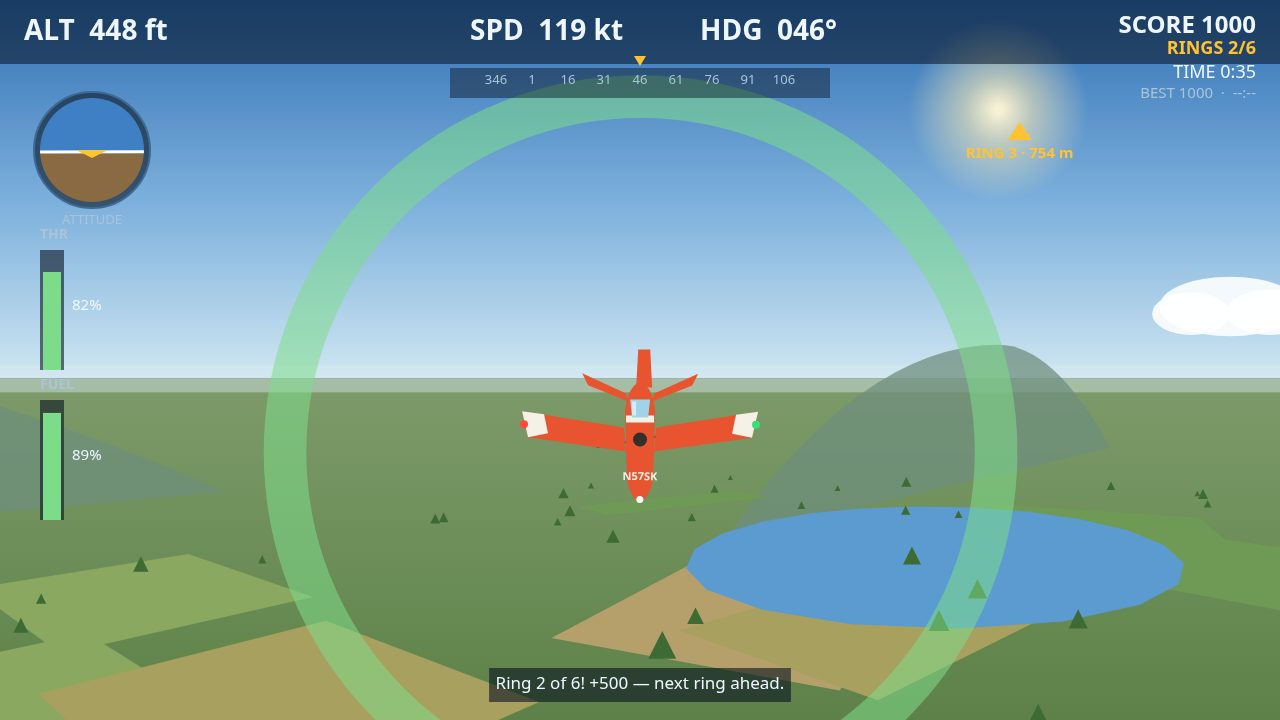 ALT 448 ft
SPD 119 kt
HDG 046°
SCORE 1000
RINGS 2/6
TIME 0:35
BEST 1000 · --:--
346 1 16 31 46 61 76 91 106
RING 3 · 754 m
ATTITUDE
THR
82%
FUEL
89%
N57SK
Ring 2 of 6! +500 — next ring ahead.